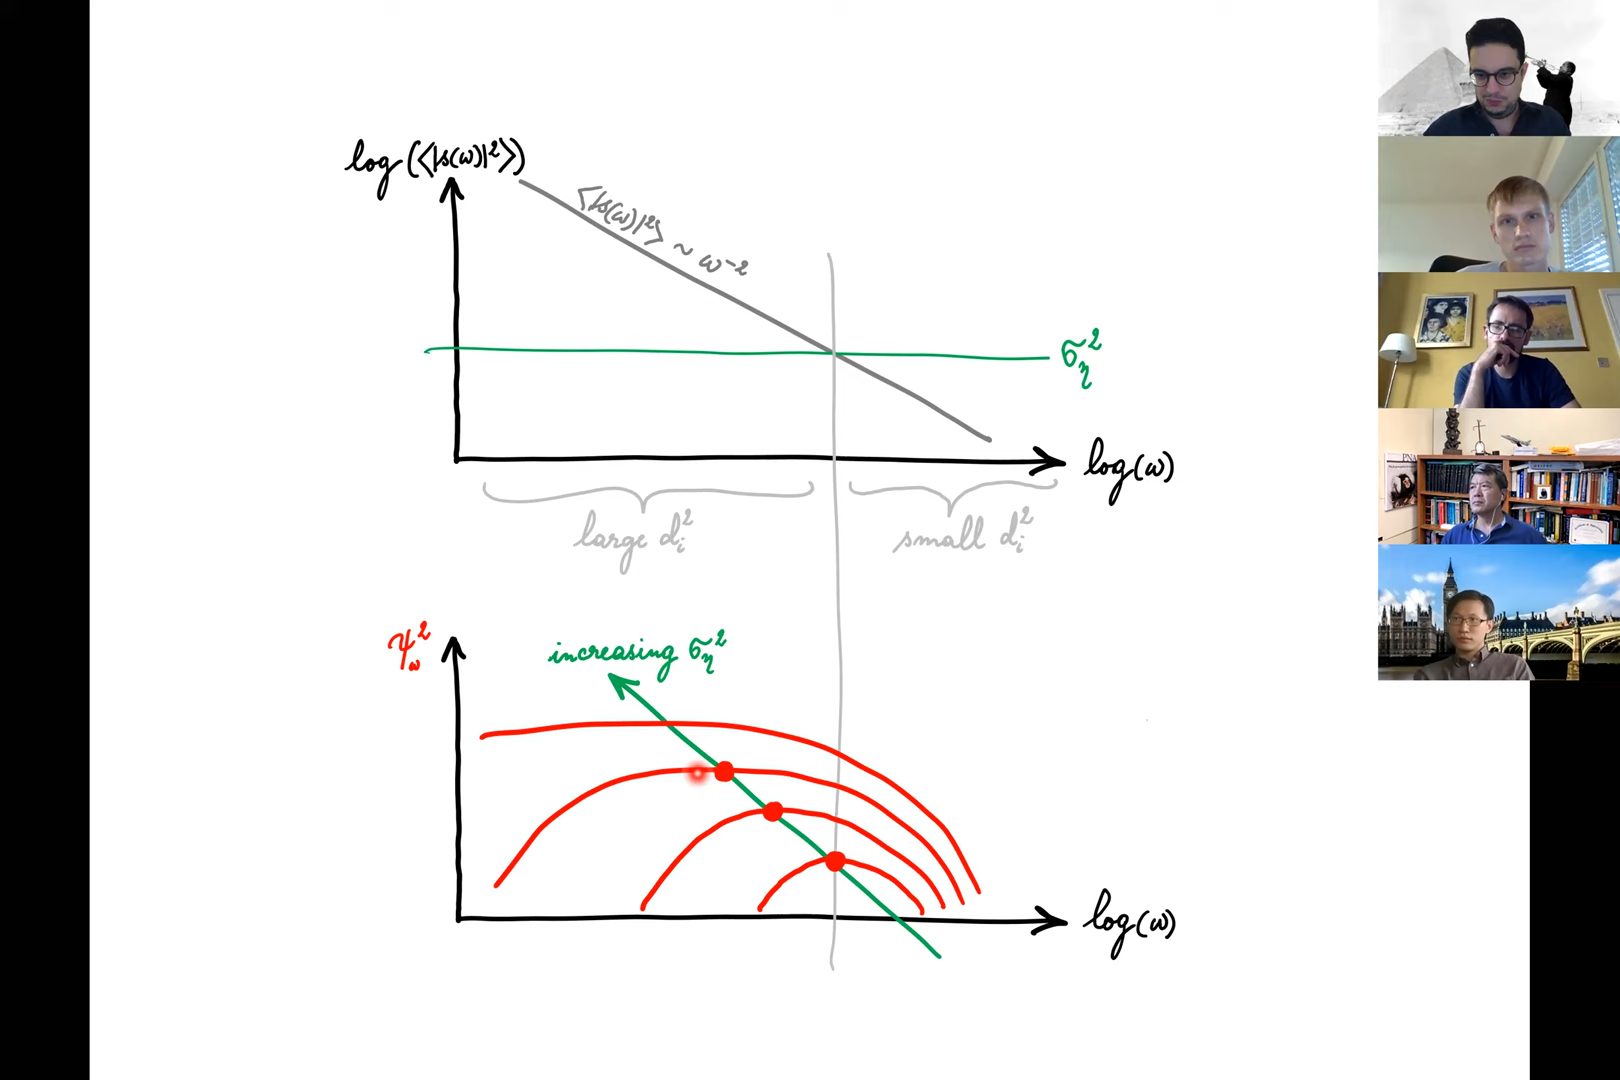 log(⟨|s(ω)|²⟩)
⟨|s(ω)|²⟩ ~ ω⁻²
σ_η²
log(ω)
large d_i²
small d_i²
ψ_ω²
increasing σ_η²
log(ω)